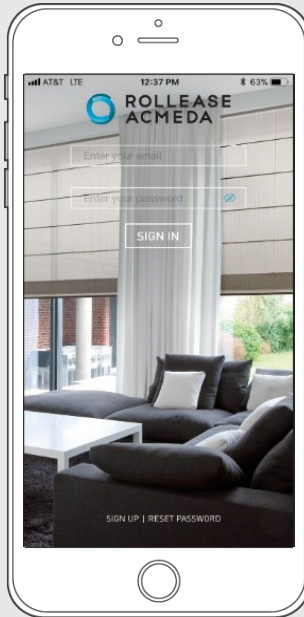 AT&T LTE 12:37 PM 63%
ROLLEASE
ACMEDA
Enter your email
Enter your password
SIGN IN
SIGN UP | RESET PASSWORD